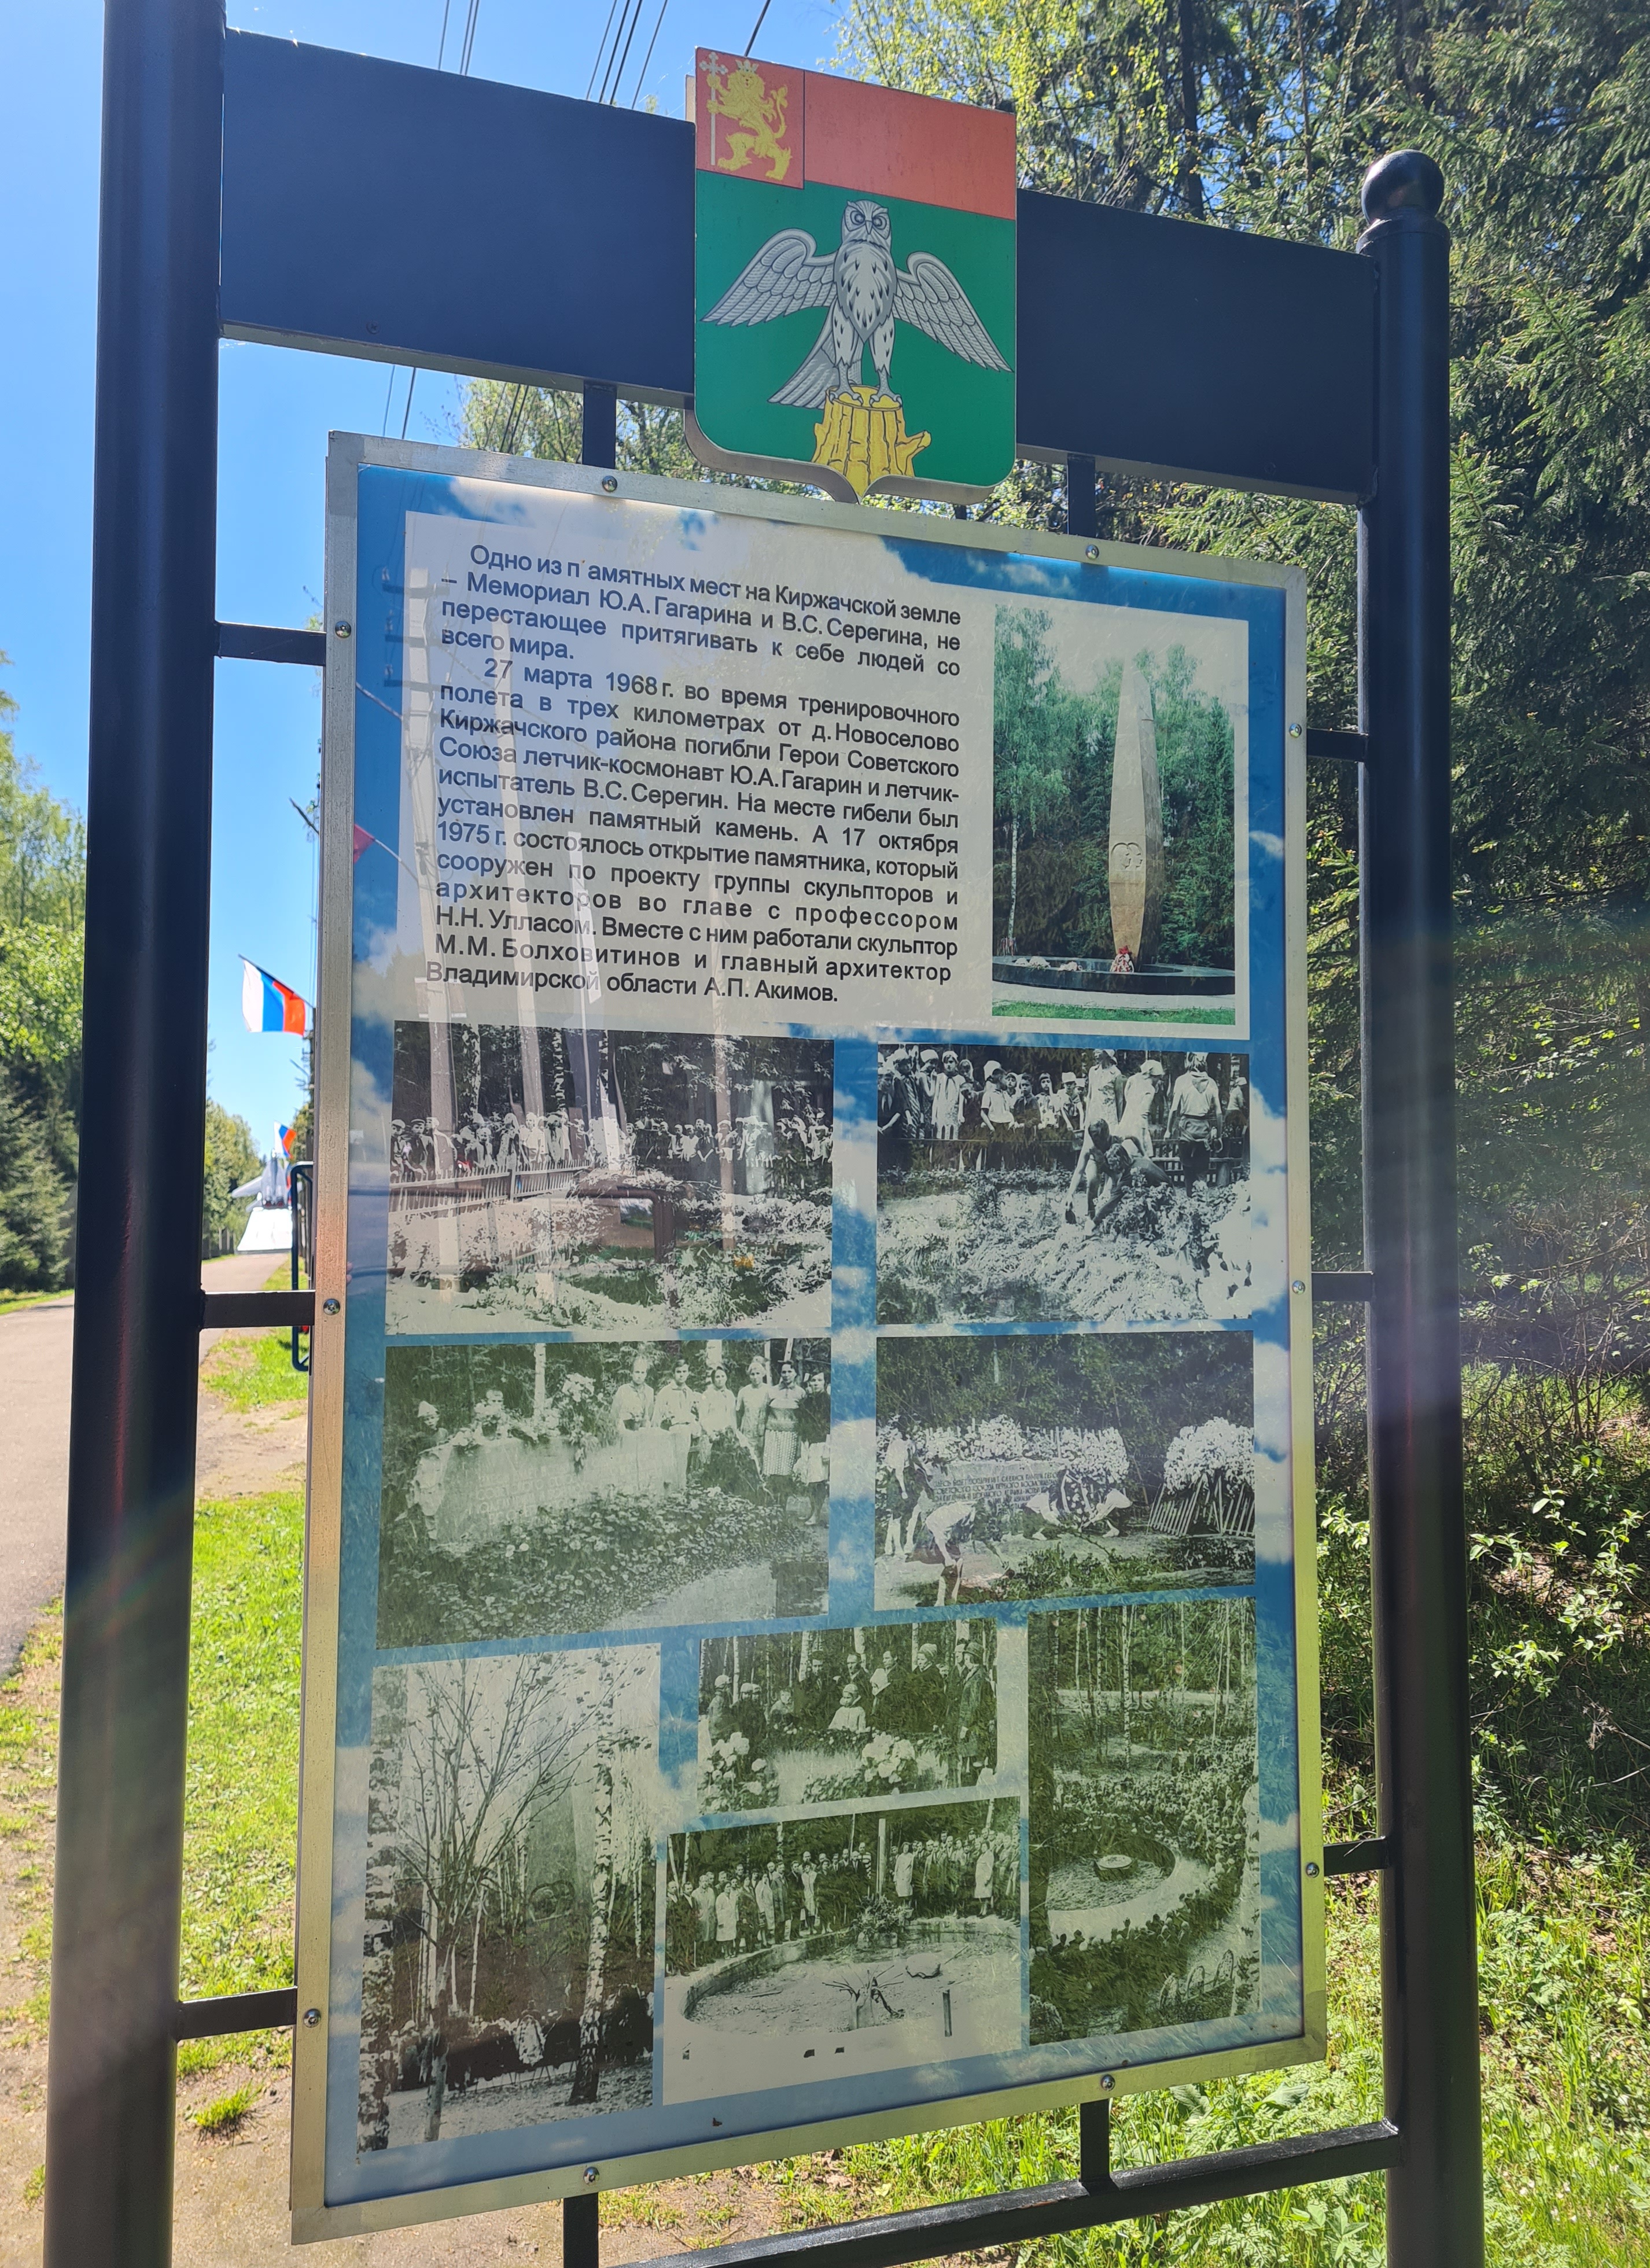 Одно из памятных мест на Киржачской земле
– Мемориал Ю.А. Гагарина и В.С. Серегина, не
перестающее притягивать к себе людей со
всего мира.
27 марта 1968 г. во время тренировочного
полета в трех километрах от д. Новоселово
Киржачского района погибли Герои Советского
Союза летчик-космонавт Ю.А.Гагарин и летчик-
испытатель В.С. Серегин. На месте гибели был
установлен памятный камень. А 17 октября
1975 г. состоялось открытие памятника, который
сооружен по проекту группы скульпторов и
архитекторов во главе с профессором
Н.Н. Улласом. Вместе с ним работали скульптор
М.М. Болховитинов и главный архитектор
Владимирской области А.П. Акимов.